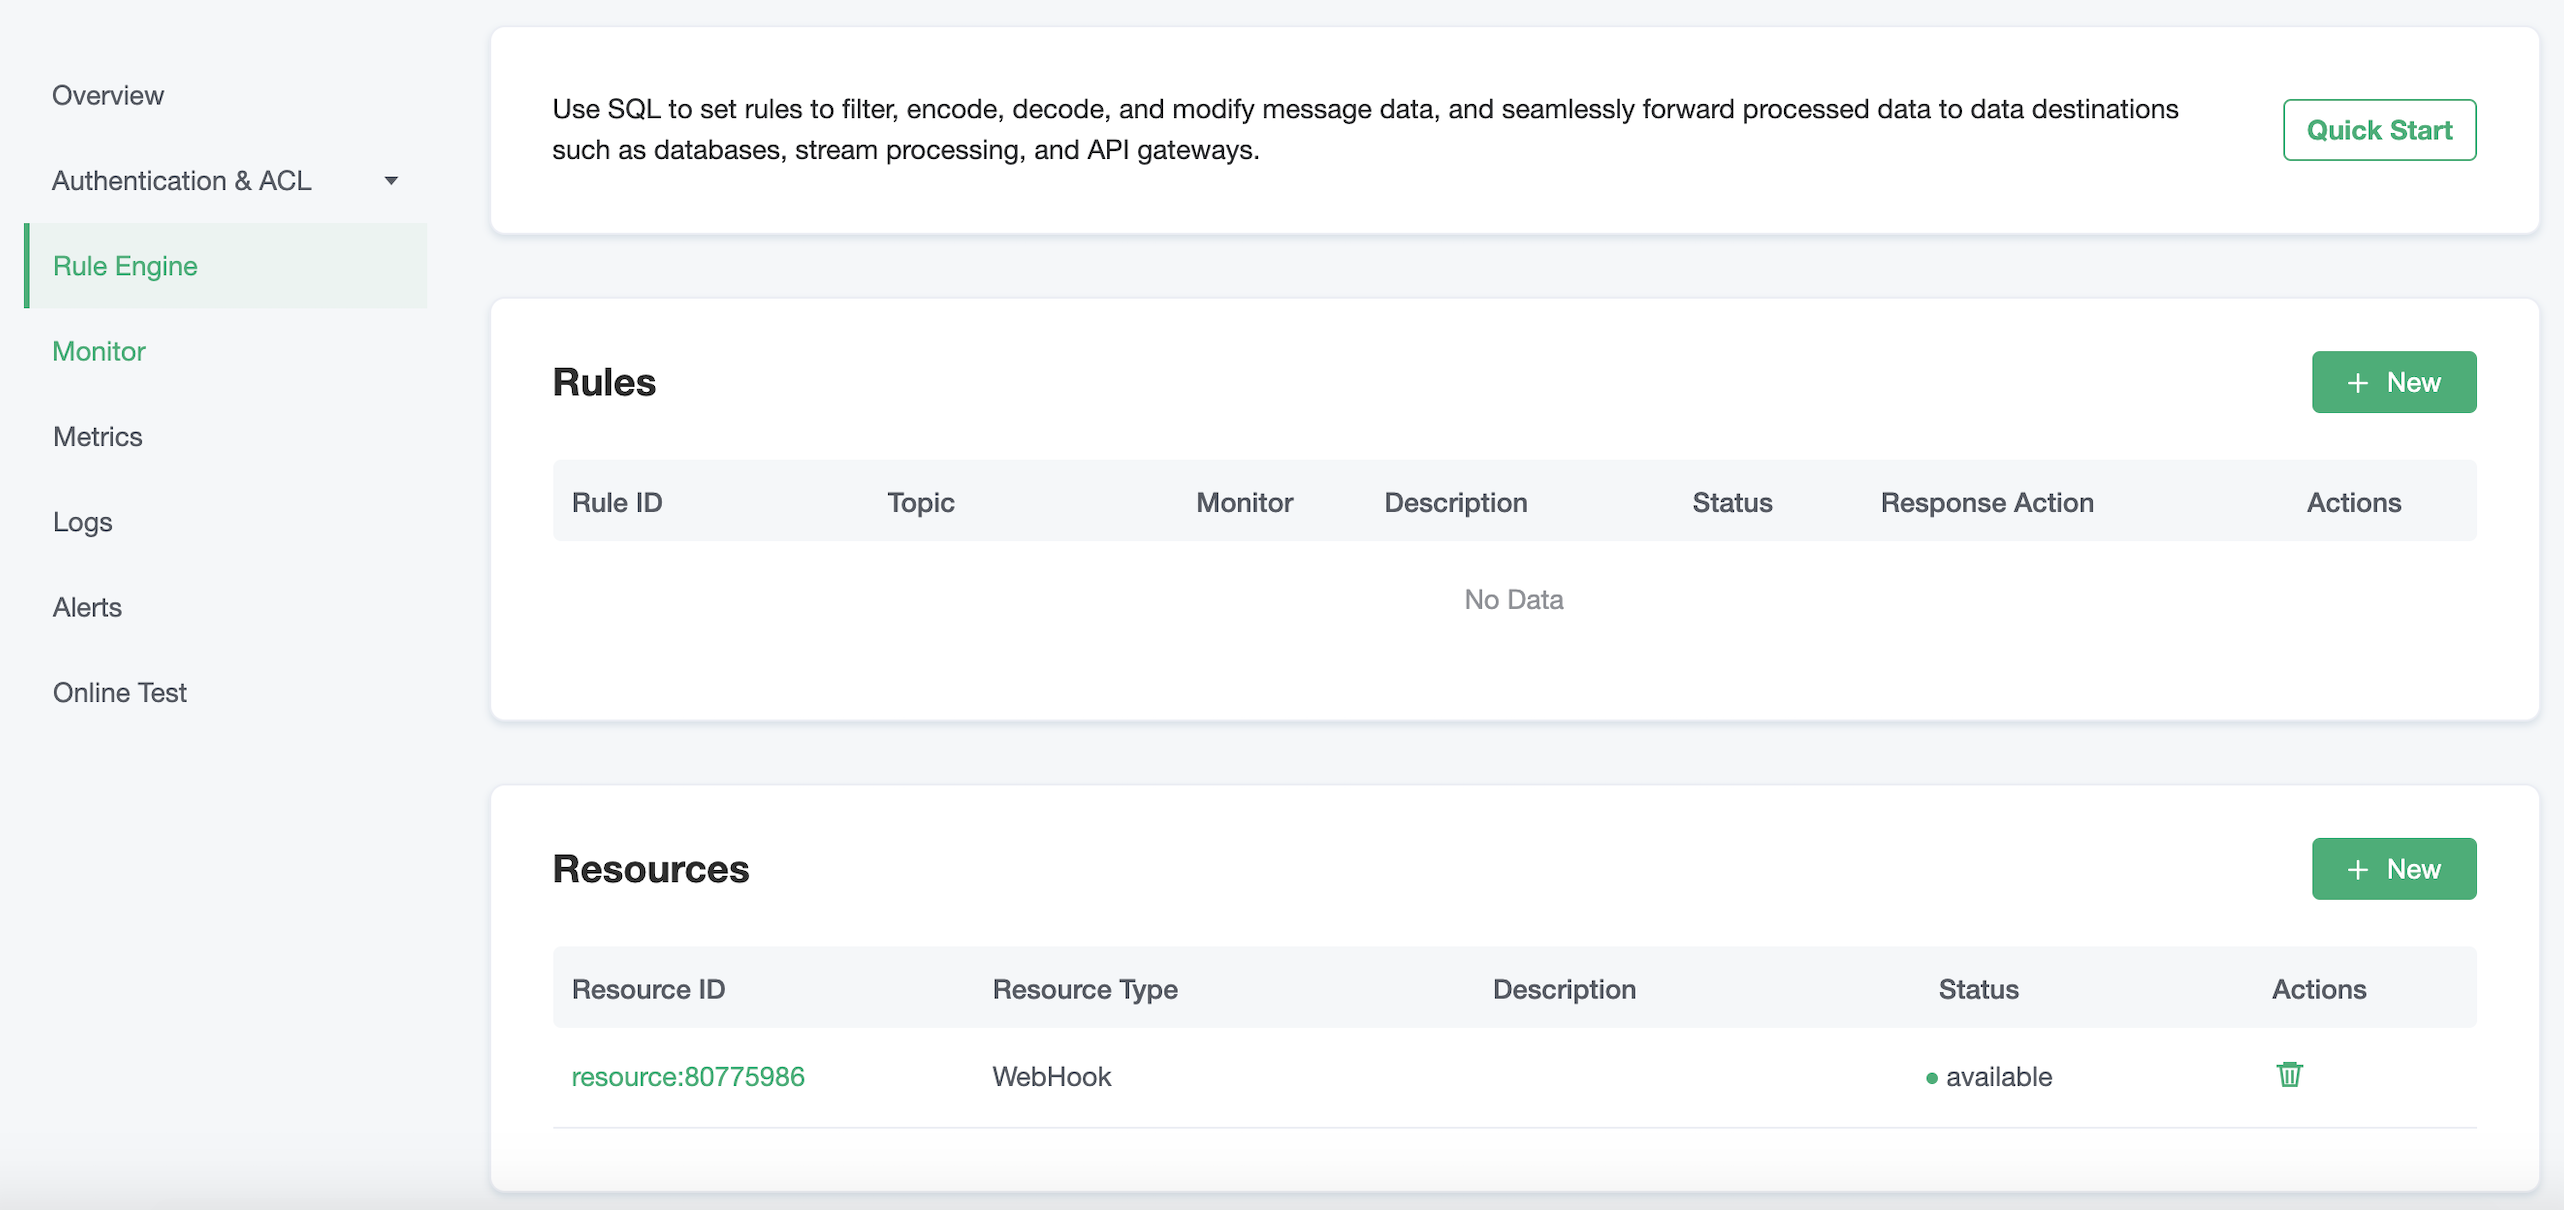 Overview
Authentication & ACL
Rule Engine
Monitor
Metrics
Logs
Alerts
Online Test
Use SQL to set rules to filter, encode, decode, and modify message data, and seamlessly forward processed data to data destinations
such as databases, stream processing, and API gateways.
Quick Start
Rules
+ New
Rule ID Topic Monitor Description Status Response Action Actions
No Data
Resources
+ New
Resource ID Resource Type Description Status Actions
resource:80775986 WebHook available